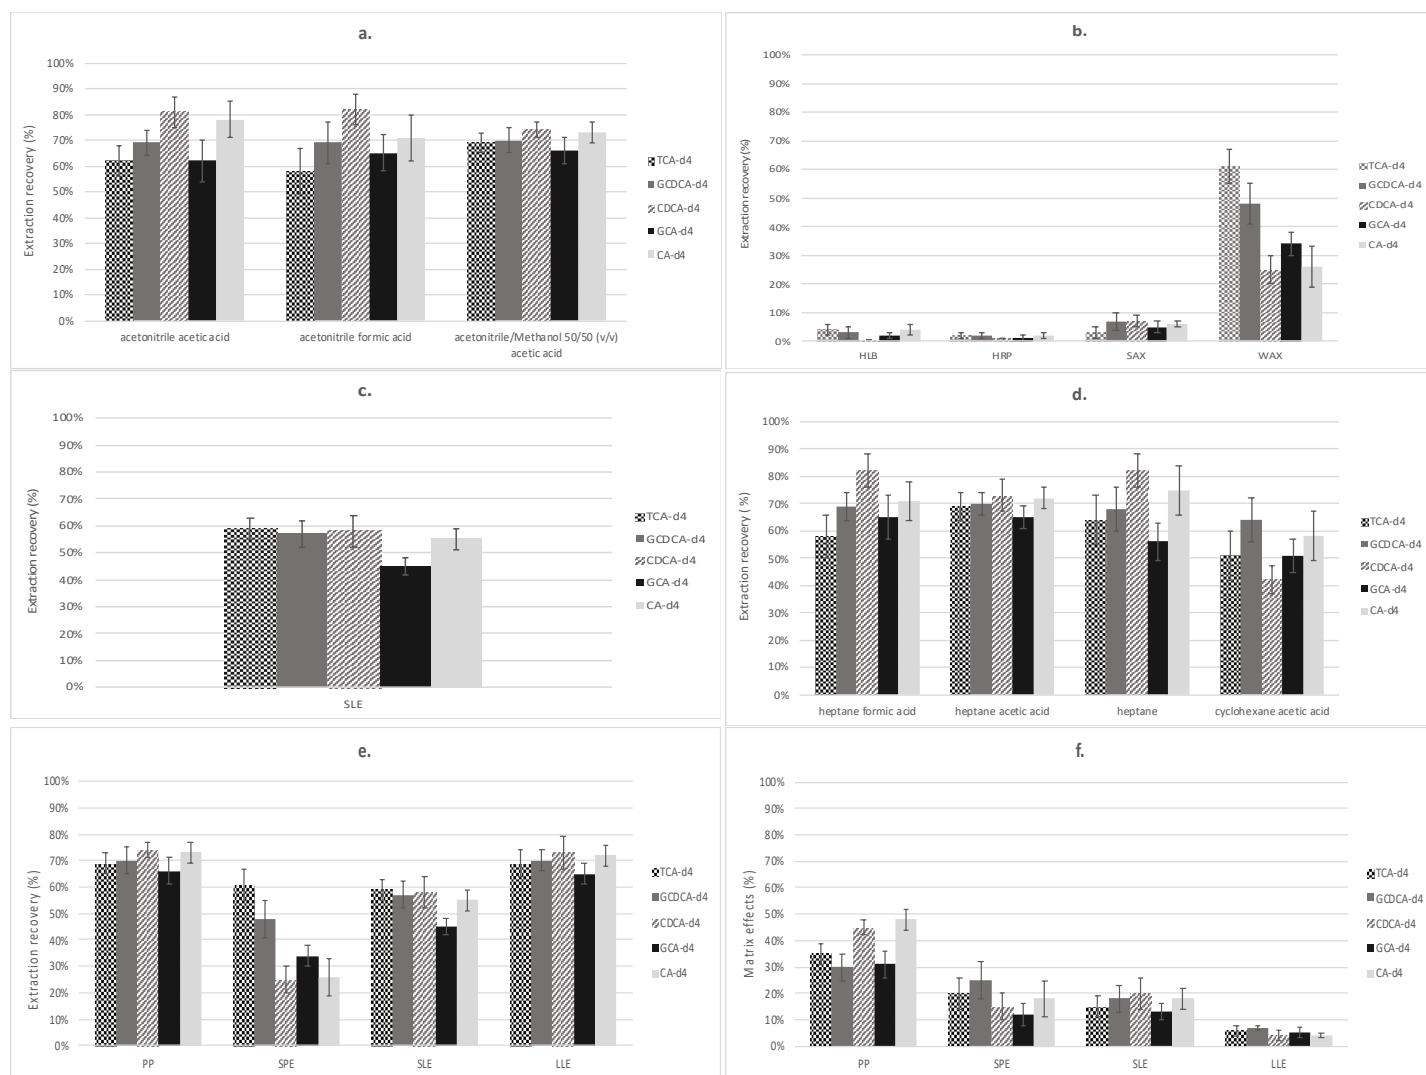 a.
100%
90%
80%
70%
60%
50%
40%
30%
20%
10%
0%
Extraction recovery (%)
acetonitrile acetic acid
acetonitrile formic acid
acetonitrile/Methanol 50/50 (v/v)
acetic acid
TCA-d4
GCDCA-d4
CDCA-d4
GCA-d4
CA-d4
b.
100%
90%
80%
70%
60%
50%
40%
30%
20%
10%
0%
Extraction recovery (%)
HLB
HRP
SAX
WAX
TCA-d4
GCDCA-d4
CDCA-d4
GCA-d4
CA-d4
c.
100%
90%
80%
70%
60%
50%
40%
30%
20%
10%
0%
Extraction recovery (%)
SLE
TCA-d4
GCDCA-d4
CDCA-d4
GCA-d4
CA-d4
d.
100%
90%
80%
70%
60%
50%
40%
30%
20%
10%
0%
Extraction recovery ( %)
heptane formic acid
heptane acetic acid
heptane
cyclohexane acetic acid
TCA-d4
GCDCA-d4
CDCA-d4
GCA-d4
CA-d4
e.
100%
90%
80%
70%
60%
50%
40%
30%
20%
10%
0%
Extraction recovery (%)
PP
SPE
SLE
LLE
TCA-d4
GCDCA-d4
CDCA-d4
GCA-d4
CA-d4
f.
100%
90%
80%
70%
60%
50%
40%
30%
20%
10%
0%
Matrix effects (%)
PP
SPE
SLE
LLE
TCA-d4
GCDCA-d4
CDCA-d4
GCA-d4
CA-d4